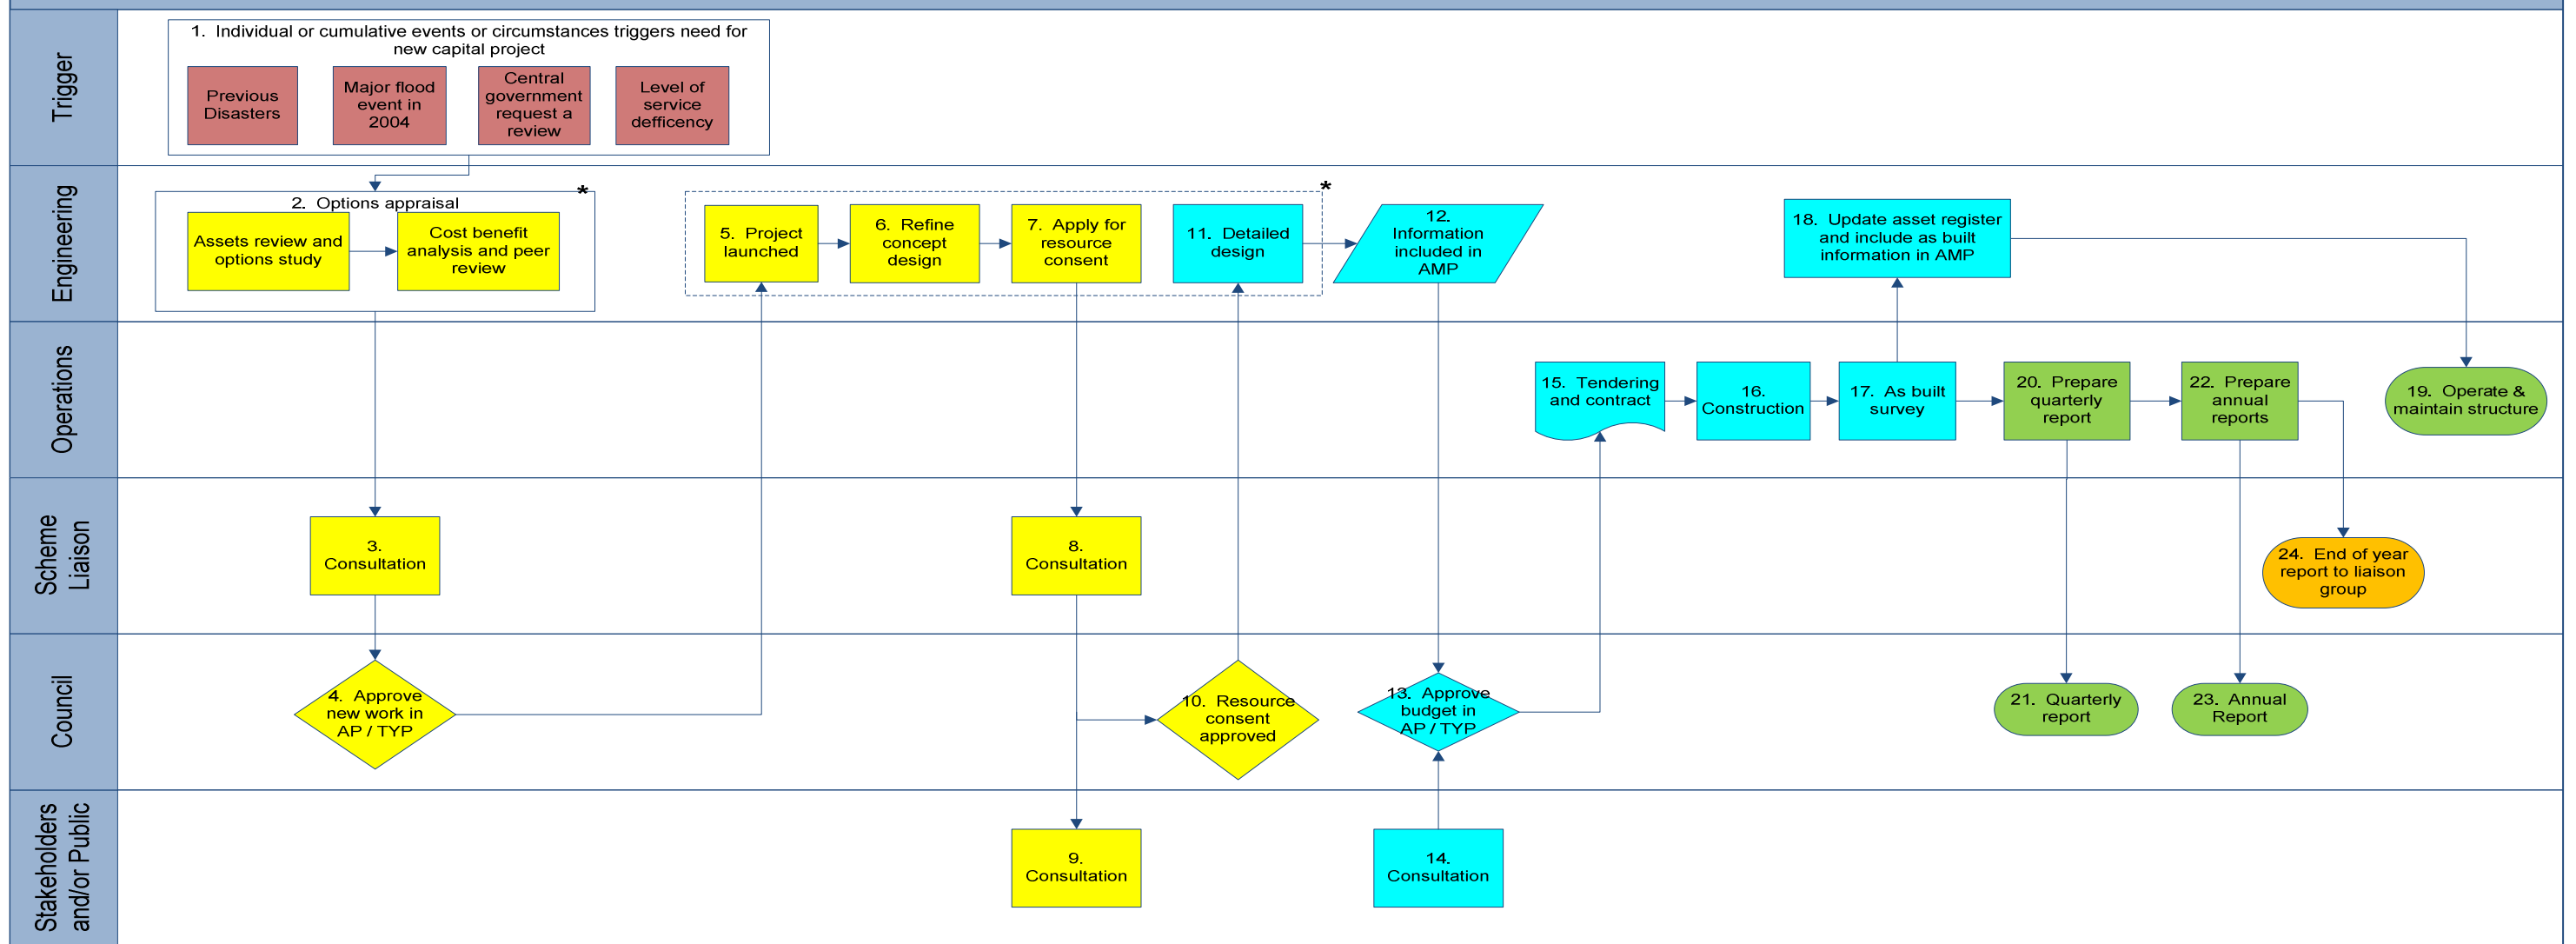 Trigger
1. Individual or cumulative events or circumstances triggers need for
new capital project
Previous
Disasters
Major flood
event in
2004
Central
government
request a
review
Level of
service
defficency
Engineering
*
2. Options appraisal
Assets review and
options study
Cost benefit
analysis and peer
review
*
5. Project
launched
6. Refine
concept
design
7. Apply for
resource
consent
11. Detailed
design
12.
Information
included in
AMP
18. Update asset register
and include as built
information in AMP
Operations
15. Tendering
and contract
16.
Construction
17. As built
survey
20. Prepare
quarterly
report
22. Prepare
annual
reports
19. Operate &
maintain structure
Scheme
Liaison
3.
Consultation
8.
Consultation
24. End of year
report to liaison
group
Council
4. Approve
new work in
AP / TYP
10. Resource
consent
approved
13. Approve
budget in
AP / TYP
21. Quarterly
report
23. Annual
Report
Stakeholders
and/or Public
9.
Consultation
14.
Consultation